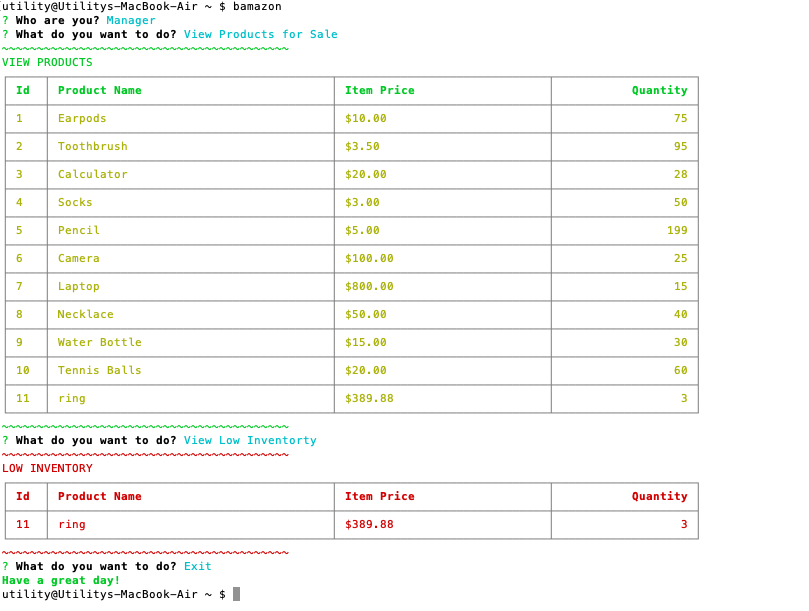 utility@Utilitys-MacBook-Air ~ $ bamazon
? Who are you? Manager
? What do you want to do? View Products for Sale
~~~~~~~~~~~~~~~~~~~~~~~~~~~~~~~~~~~~~~~~~
VIEW PRODUCTS
Id Product Name Item Price Quantity
1 Earpods $10.00 75
2 Toothbrush $3.50 95
3 Calculator $20.00 28
4 Socks $3.00 50
5 Pencil $5.00 199
6 Camera $100.00 25
7 Laptop $800.00 15
8 Necklace $50.00 40
9 Water Bottle $15.00 30
10 Tennis Balls $20.00 60
11 ring $389.88 3
~~~~~~~~~~~~~~~~~~~~~~~~~~~~~~~~~~~~~~~~~
? What do you want to do? View Low Inventorty
~~~~~~~~~~~~~~~~~~~~~~~~~~~~~~~~~~~~~~~~~
LOW INVENTORY
Id Product Name Item Price Quantity
11 ring $389.88 3
~~~~~~~~~~~~~~~~~~~~~~~~~~~~~~~~~~~~~~~~~
? What do you want to do? Exit
Have a great day!
utility@Utilitys-MacBook-Air ~ $